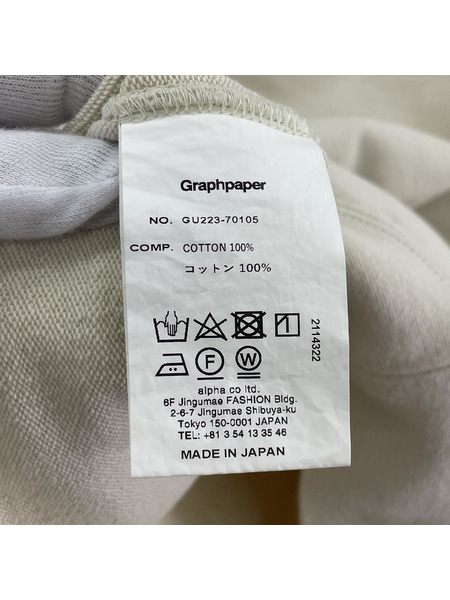 Graphpaper
NO. GU223-70105
COMP. COTTON 100%
コットン 100%
2114322
F W
alpha co ltd.
6F Jingumae FASHION Bldg.
2-6-7 Jingumae Shibuya-ku
Tokyo 150-0001 JAPAN
TEL: +81 3 54 13 35 46
MADE IN JAPAN